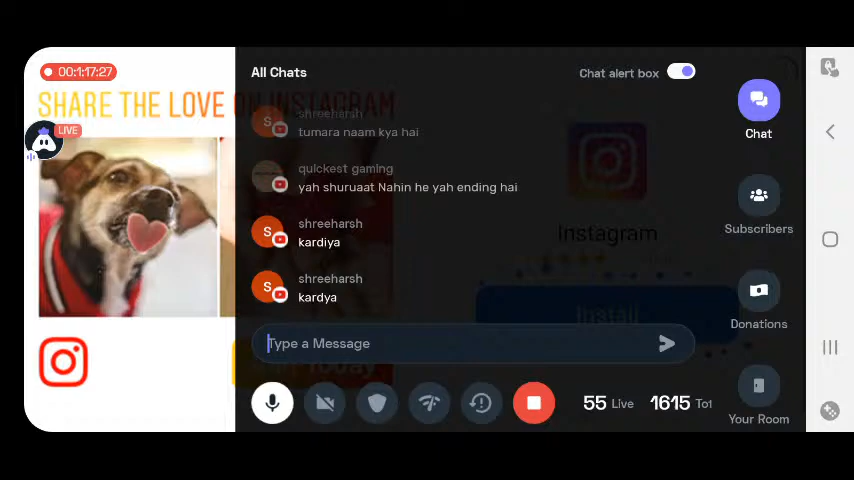 00:1:17:27
All Chats
Chat alert box
SHARE THE LOVE ON INSTAGRAM
shreeharsh
tumara naam kya hai
LIVE
Chat
quickest gaming
yah shuruaat Nahin he yah ending hai
shreeharsh
kardiya
Instagram
Subscribers
shreeharsh
kardya
Install
Donations
Type a Message
Today
55 Live
1615 Tot
Your Room